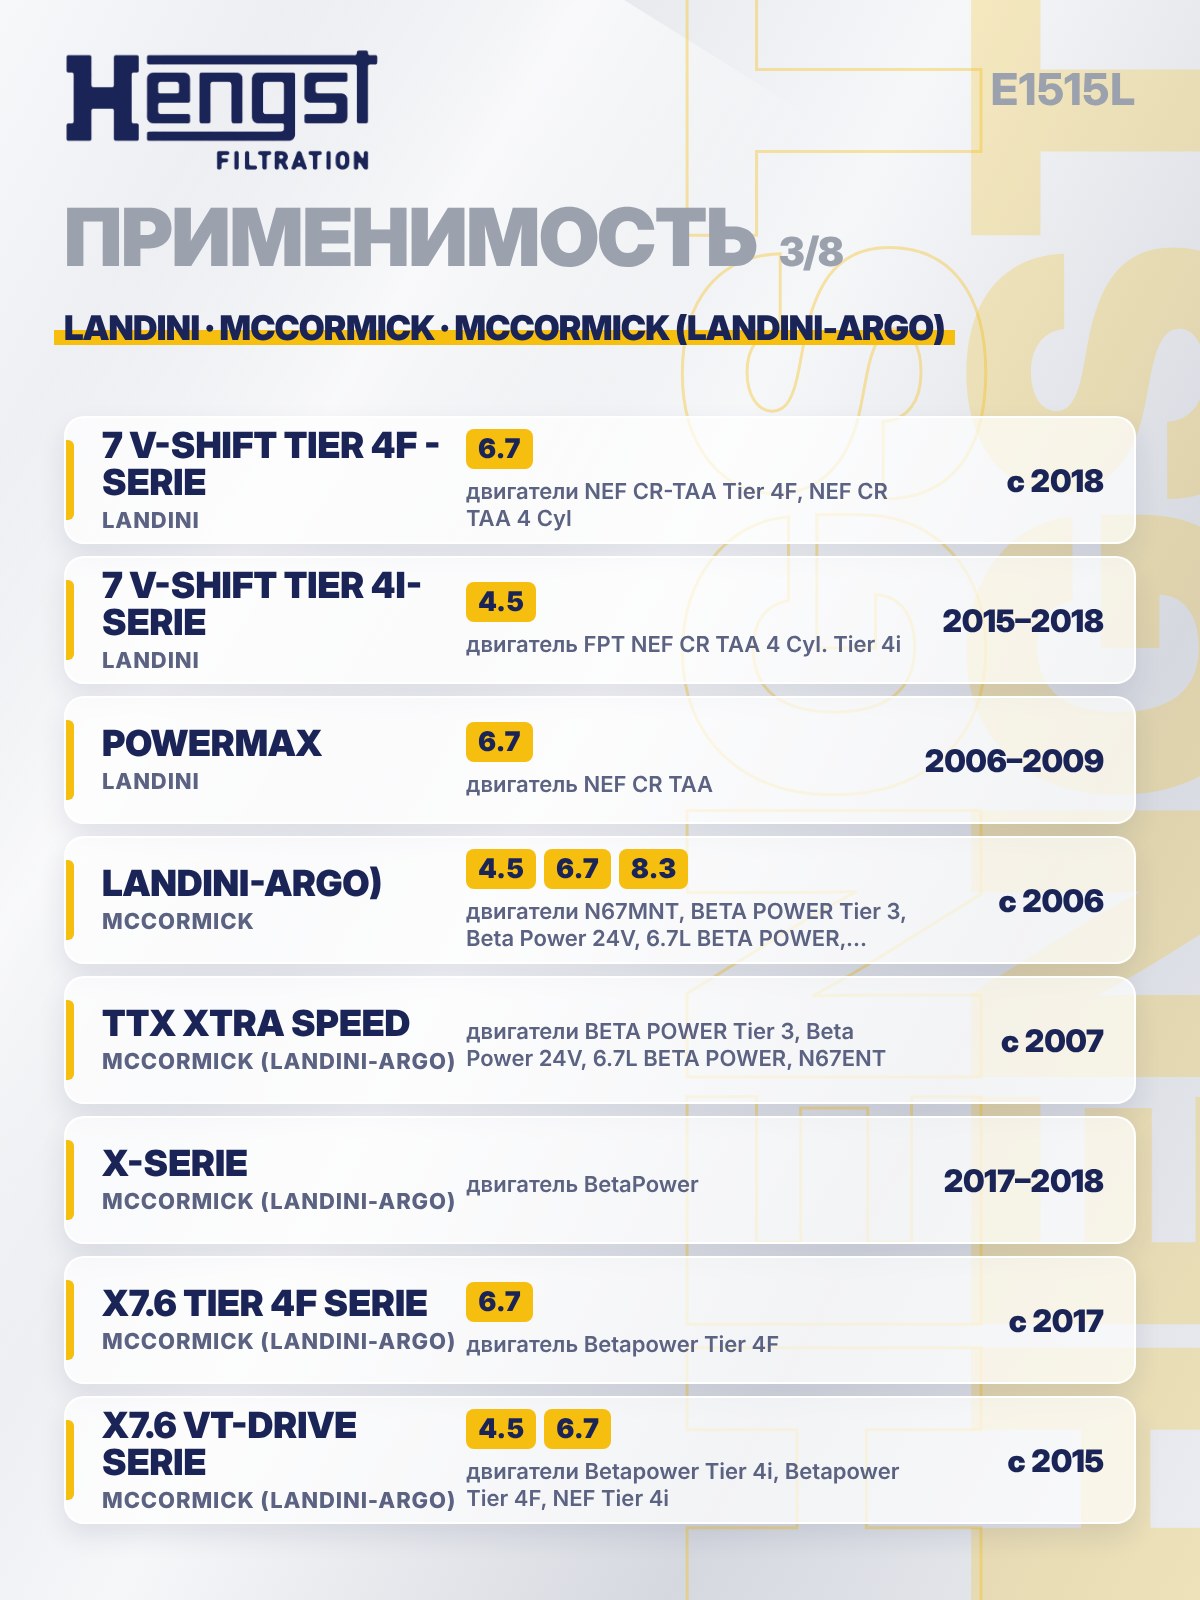 Hengst
FILTRATION
E1515L
ПРИМЕНИМОСТЬ 3/8
LANDINI · MCCORMICK · MCCORMICK (LANDINI-ARGO)
7 V-SHIFT TIER 4F -
SERIE
LANDINI
6.7
двигатели NEF CR-TAA Tier 4F, NEF CR
TAA 4 Cyl
с 2018
7 V-SHIFT TIER 4I-
SERIE
LANDINI
4.5
двигатель FPT NEF CR TAA 4 Cyl. Tier 4i
2015–2018
POWERMAX
LANDINI
6.7
двигатель NEF CR TAA
2006–2009
LANDINI-ARGO)
MCCORMICK
4.5 6.7 8.3
двигатели N67MNT, BETA POWER Tier 3,
Beta Power 24V, 6.7L BETA POWER,...
с 2006
TTX XTRA SPEED
MCCORMICK (LANDINI-ARGO)
двигатели BETA POWER Tier 3, Beta
Power 24V, 6.7L BETA POWER, N67ENT
с 2007
X-SERIE
MCCORMICK (LANDINI-ARGO)
двигатель BetaPower
2017–2018
X7.6 TIER 4F SERIE
MCCORMICK (LANDINI-ARGO)
6.7
двигатель Betapower Tier 4F
с 2017
X7.6 VT-DRIVE
SERIE
MCCORMICK (LANDINI-ARGO)
4.5 6.7
двигатели Betapower Tier 4i, Betapower
Tier 4F, NEF Tier 4i
с 2015
HENGST
HENGST